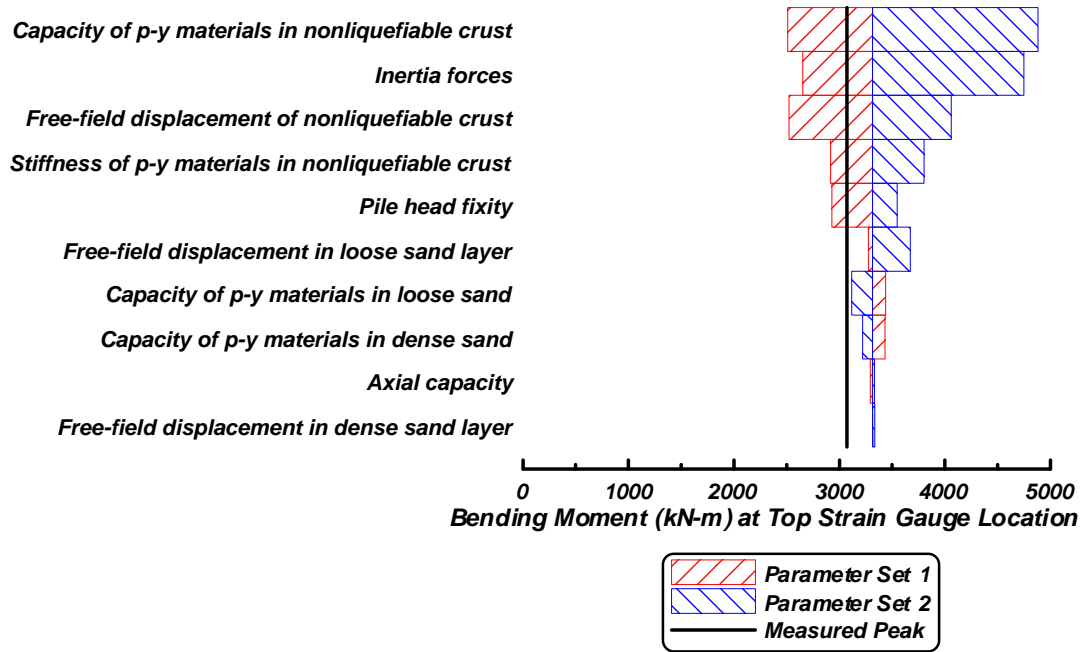 Capacity of p-y materials in nonliquefiable crust
Inertia forces
Free-field displacement of nonliquefiable crust
Stiffness of p-y materials in nonliquefiable crust
Pile head fixity
Free-field displacement in loose sand layer
Capacity of p-y materials in loose sand
Capacity of p-y materials in dense sand
Axial capacity
Free-field displacement in dense sand layer
0 1000 2000 3000 4000 5000
Bending Moment (kN-m) at Top Strain Gauge Location
Parameter Set 1
Parameter Set 2
Measured Peak